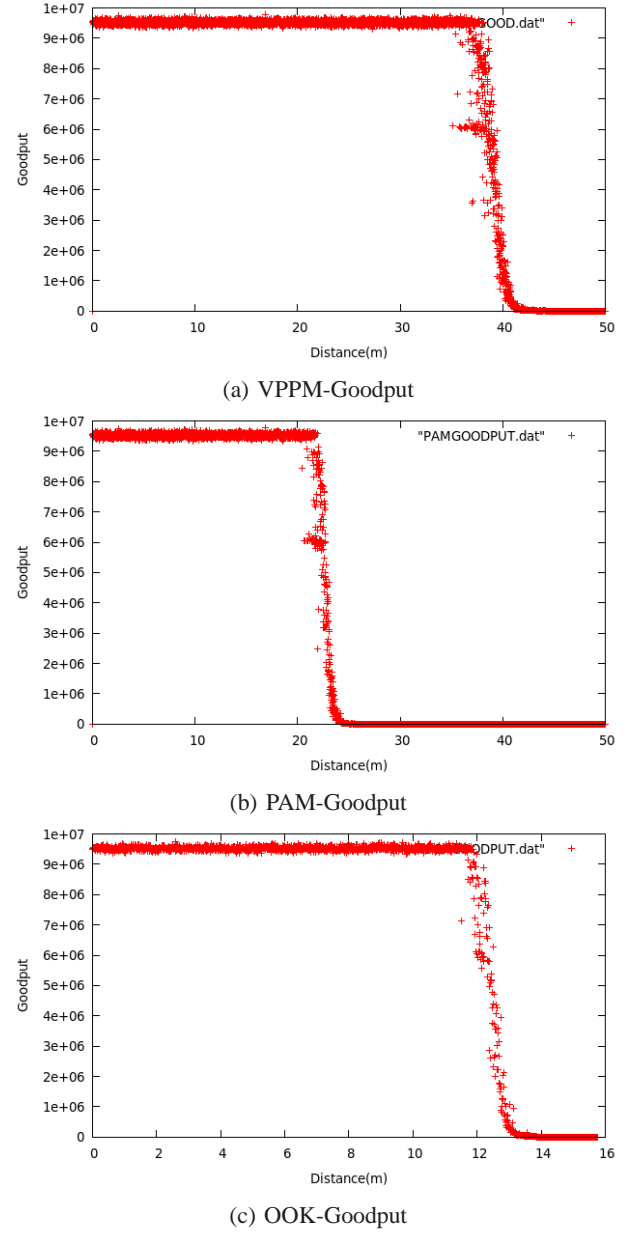 1e+07
9e+06
8e+06
7e+06
6e+06
5e+06
4e+06
3e+06
2e+06
1e+06
0
Goodput
GOOD.dat"
0 10 20 30 40 50
Distance(m)
(a) VPPM-Goodput
1e+07
9e+06
8e+06
7e+06
6e+06
5e+06
4e+06
3e+06
2e+06
1e+06
0
Goodput
"PAMGOODPUT.dat"
0 10 20 30 40 50
Distance(m)
(b) PAM-Goodput
1e+07
9e+06
8e+06
7e+06
6e+06
5e+06
4e+06
3e+06
2e+06
1e+06
0
Goodput
ODPUT.dat"
0 2 4 6 8 10 12 14 16
Distance(m)
(c) OOK-Goodput